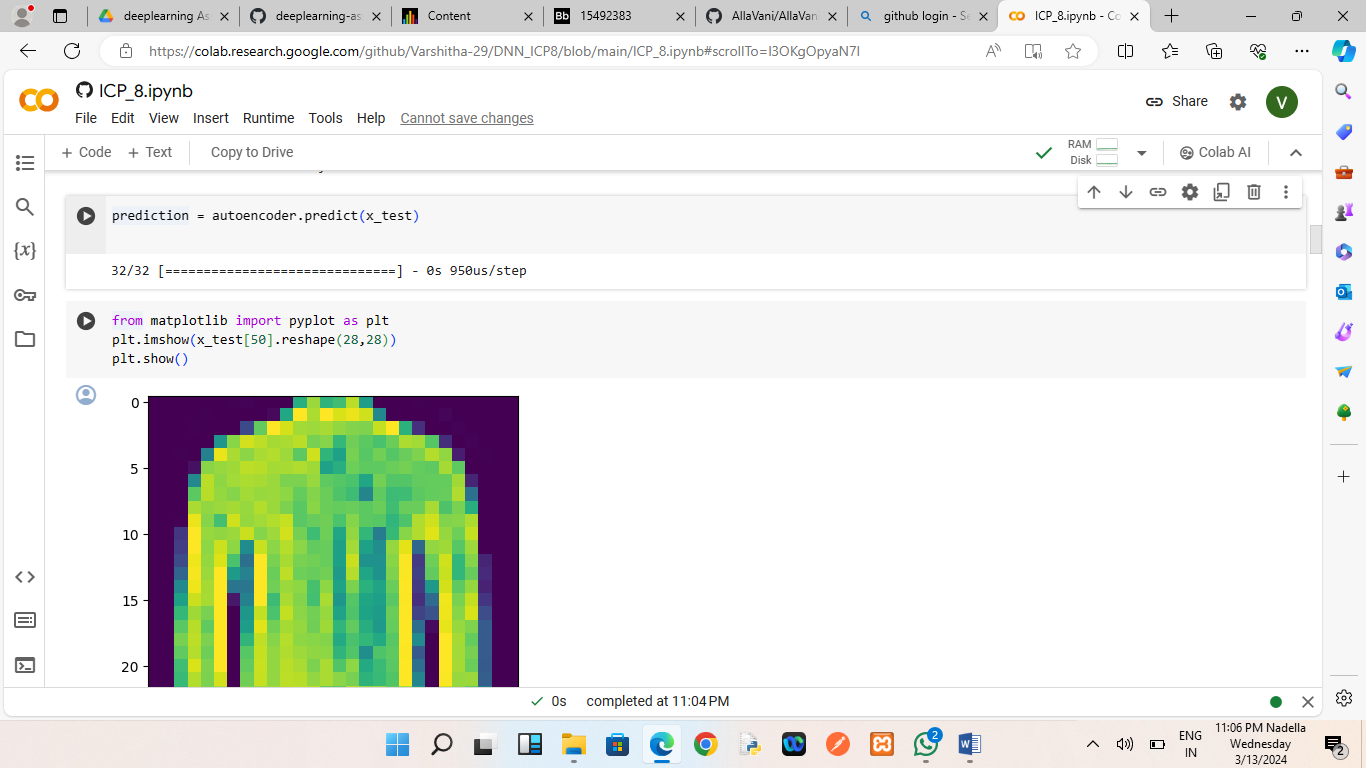 deeplearning As
deeplearning-as
Content
Bb 15492383
AllaVani/AllaVan
github login - Se
ICP_8.ipynb - Co
https://colab.research.google.com/github/Varshitha-29/DNN_ICP8/blob/main/ICP_8.ipynb#scrollTo=I3OKgOpyaN7I
ICP_8.ipynb
Share
V
File Edit View Insert Runtime Tools Help Cannot save changes
+ Code + Text Copy to Drive
RAM
Disk
Colab AI
prediction = autoencoder.predict(x_test)
32/32 [==============================] - 0s 950us/step
from matplotlib import pyplot as plt
plt.imshow(x_test[50].reshape(28,28))
plt.show()
0
5
10
15
20
0s completed at 11:04 PM
2
ENG
IN
11:06 PM Nadella
Wednesday
3/13/2024
2